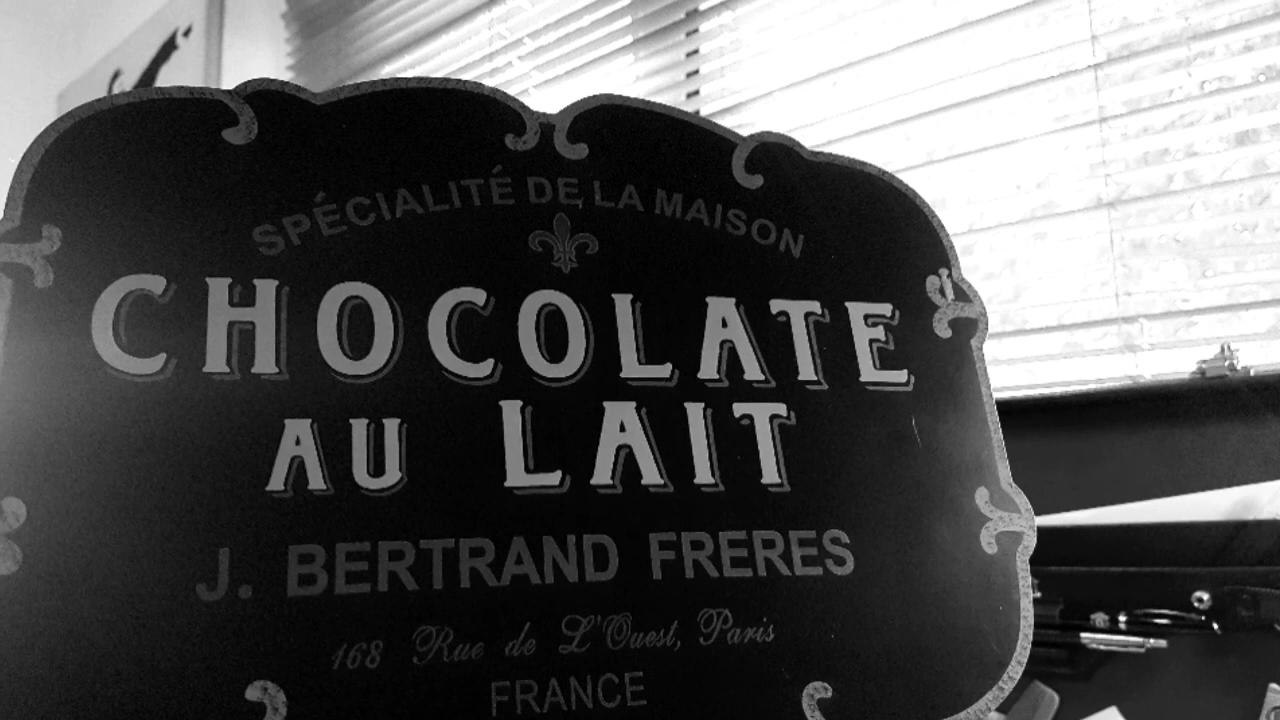 SPÉCIALITÉ DE LA MAISON
CHOCOLATE
AU LAIT
J. BERTRAND FRERES
168 Rue de L'Ouest, Paris
FRANCE